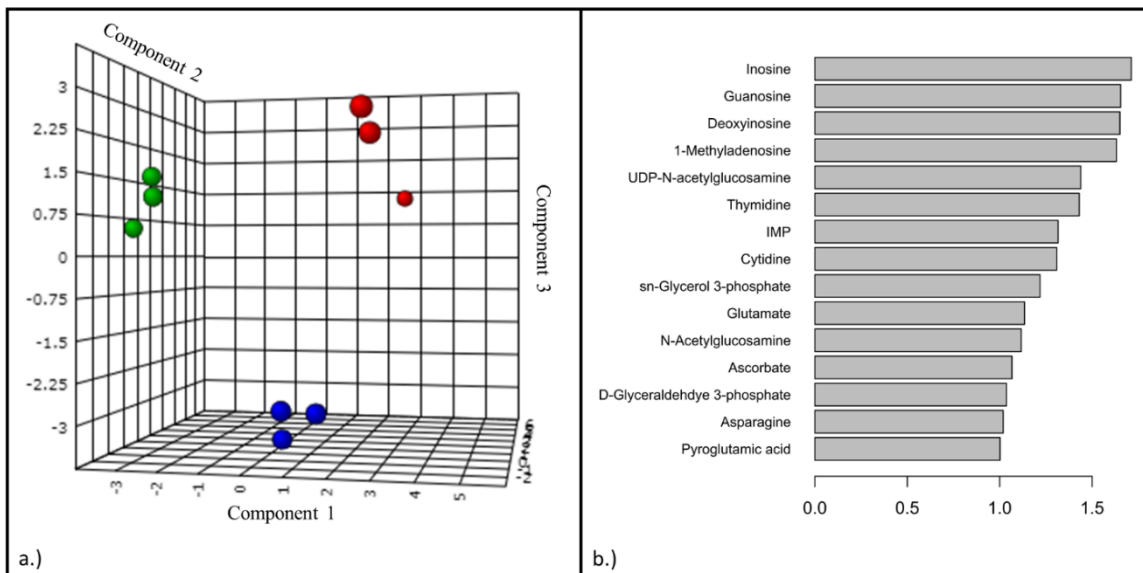 Component 2
3
2.25
1.5
0.75
0
-0.75
-1.5
-2.25
-3
Component 3
-3
-2
-1
0
1
2
3
4
5
Component 1
a.)
Inosine
Guanosine
Deoxyinosine
1-Methyladenosine
UDP-N-acetylglucosamine
Thymidine
IMP
Cytidine
sn-Glycerol 3-phosphate
Glutamate
N-Acetylglucosamine
Ascorbate
D-Glyceraldehdye 3-phosphate
Asparagine
Pyroglutamic acid
0.0 0.5 1.0 1.5
b.)